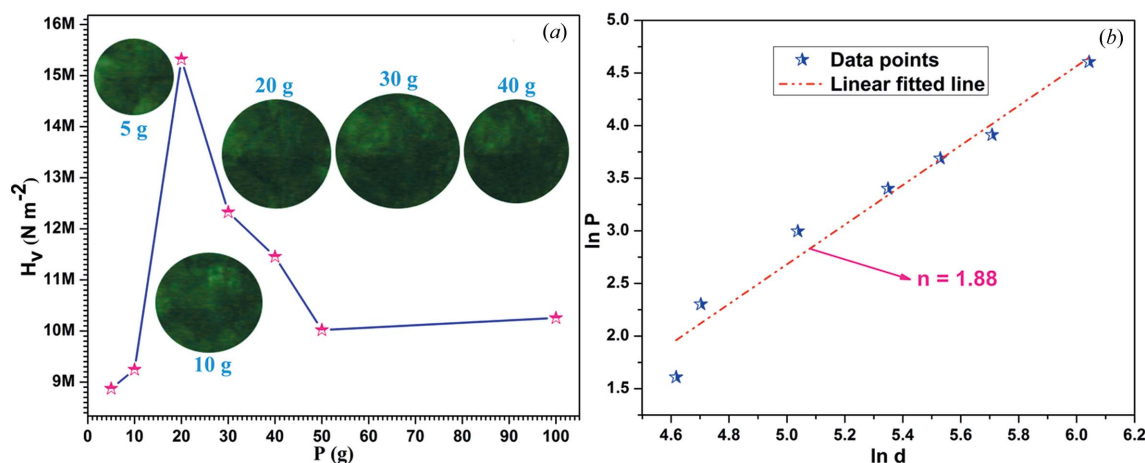 (a)
16M
15M
14M
13M
12M
11M
10M
9M
H_V (N m⁻²)
5 g
20 g
30 g
40 g
10 g
0 10 20 30 40 50 60 70 80 90 100
P (g)
(b)
5.0
4.5
4.0
3.5
3.0
2.5
2.0
1.5
ln P
Data points
Linear fitted line
n = 1.88
4.6 4.8 5.0 5.2 5.4 5.6 5.8 6.0 6.2
ln d